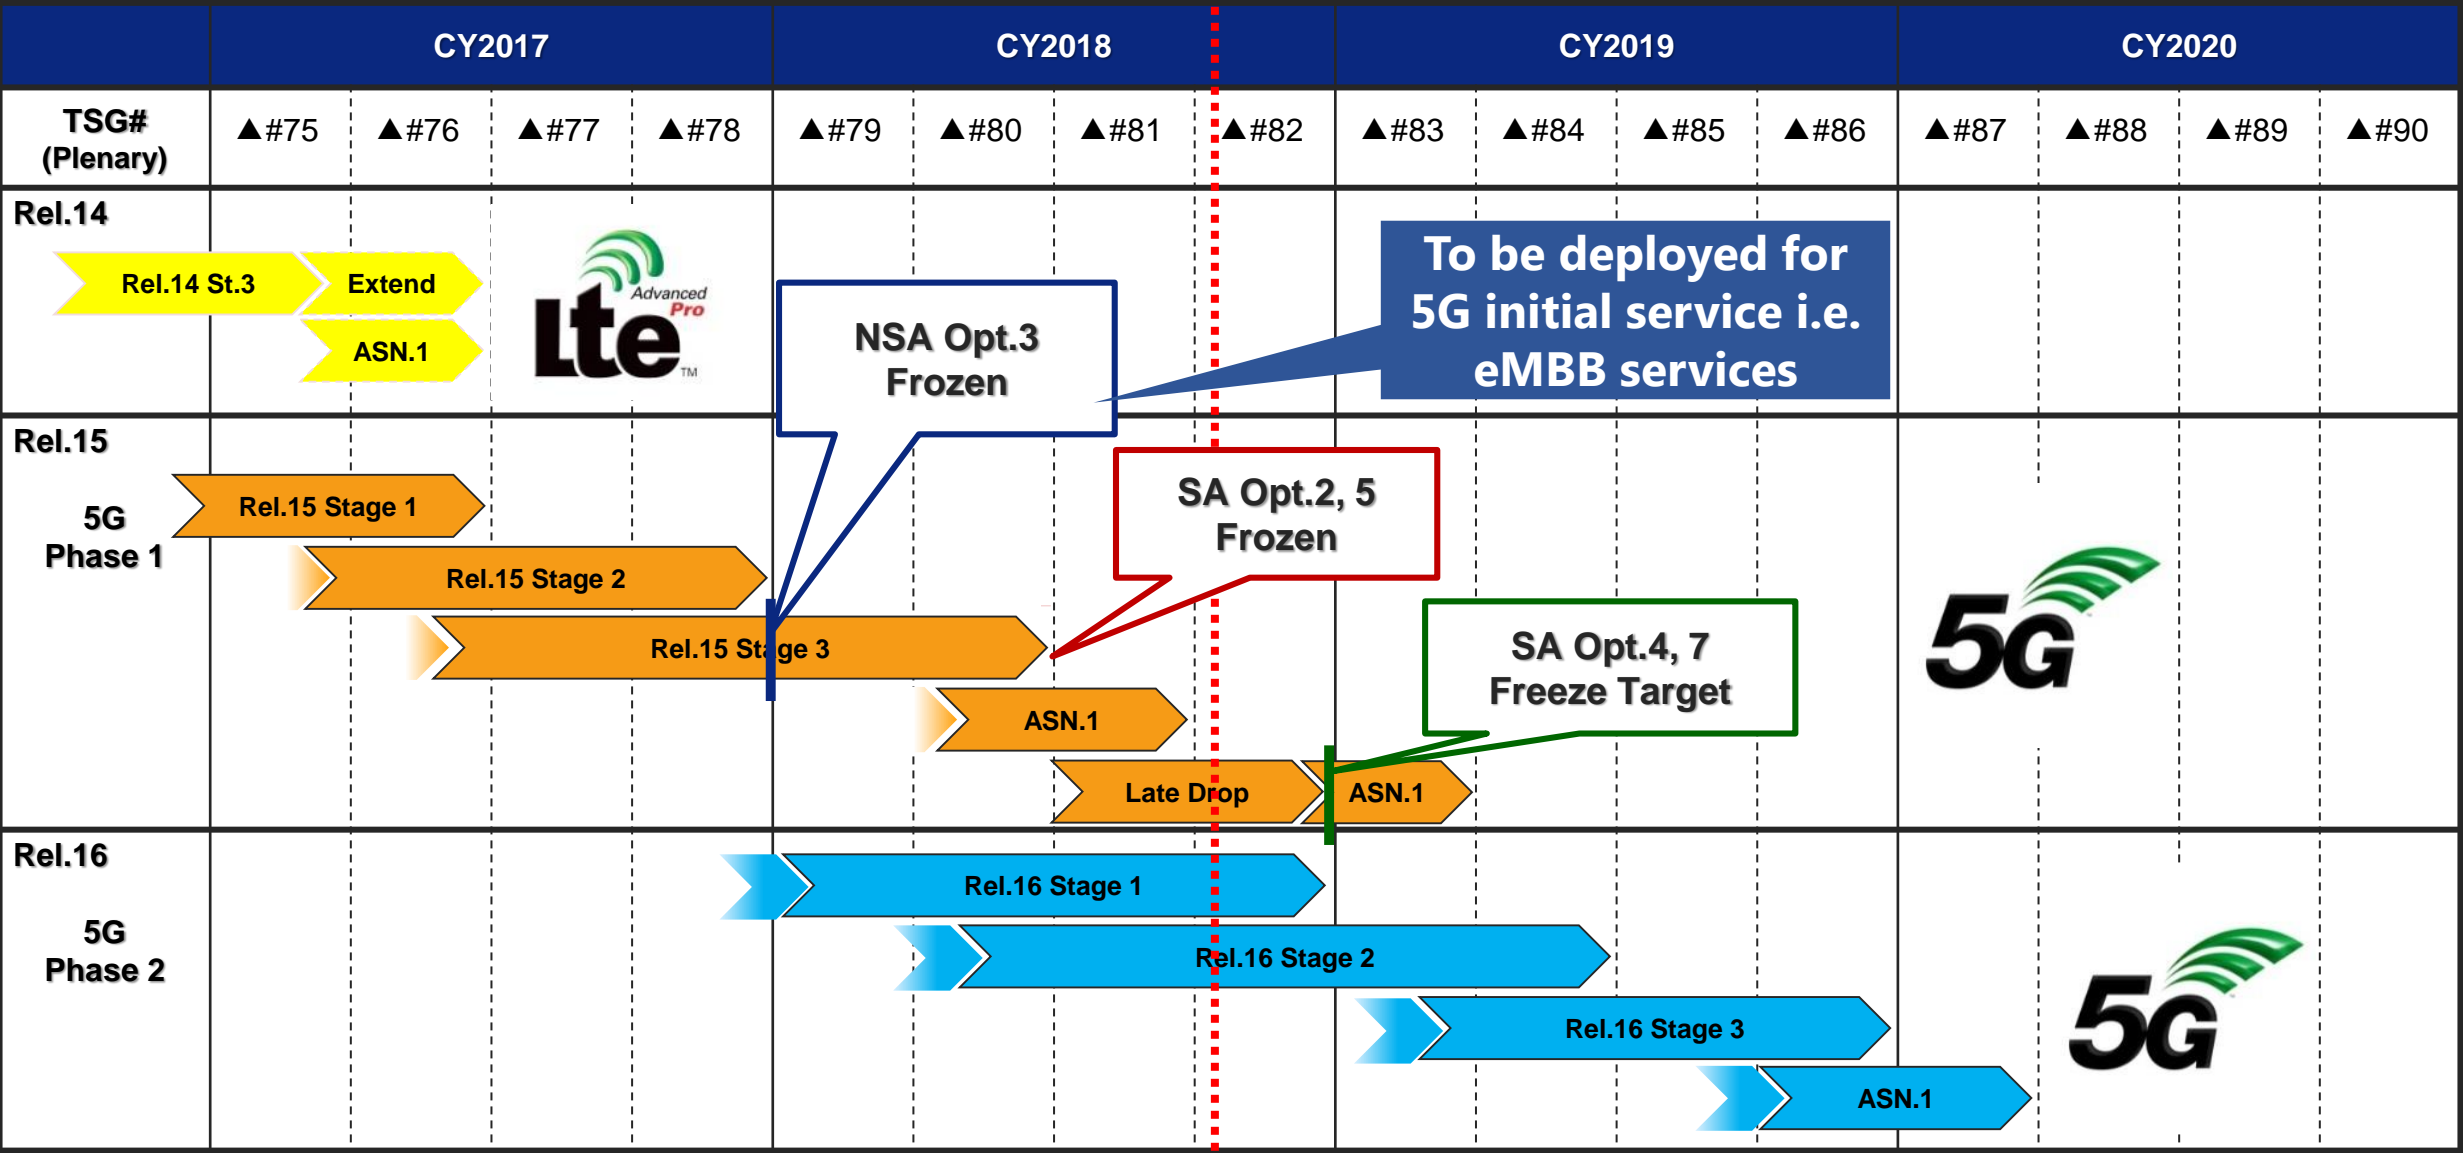 CY2017
CY2018
CY2019
CY2020
TSG#
(Plenary)
▲#75
▲#76
▲#77
▲#78
▲#79
▲#80
▲#81
▲#82
▲#83
▲#84
▲#85
▲#86
▲#87
▲#88
▲#89
▲#90
Rel.14
Rel.14 St.3
Extend
ASN.1
Lte
Advanced
Pro
TM
NSA Opt.3
Frozen
To be deployed for
5G initial service i.e.
eMBB services
Rel.15
5G
Phase 1
Rel.15 Stage 1
Rel.15 Stage 2
Rel.15 Stage 3
ASN.1
Late Drop
ASN.1
SA Opt.2, 5
Frozen
SA Opt.4, 7
Freeze Target
5G
Rel.16
5G
Phase 2
Rel.16 Stage 1
Rel.16 Stage 2
Rel.16 Stage 3
ASN.1
5G